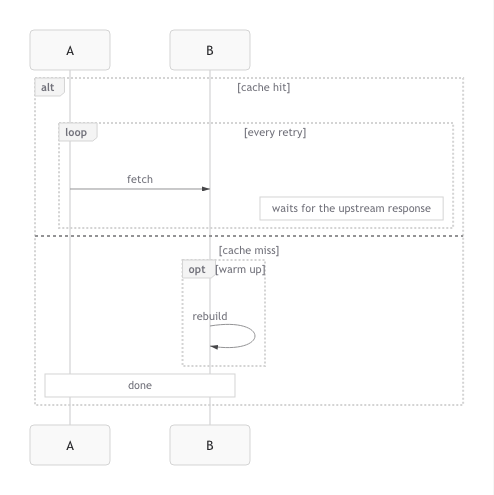 A B
alt [cache hit]
loop [every retry]
fetch
waits for the upstream response
[cache miss]
opt [warm up]
rebuild
done
A B